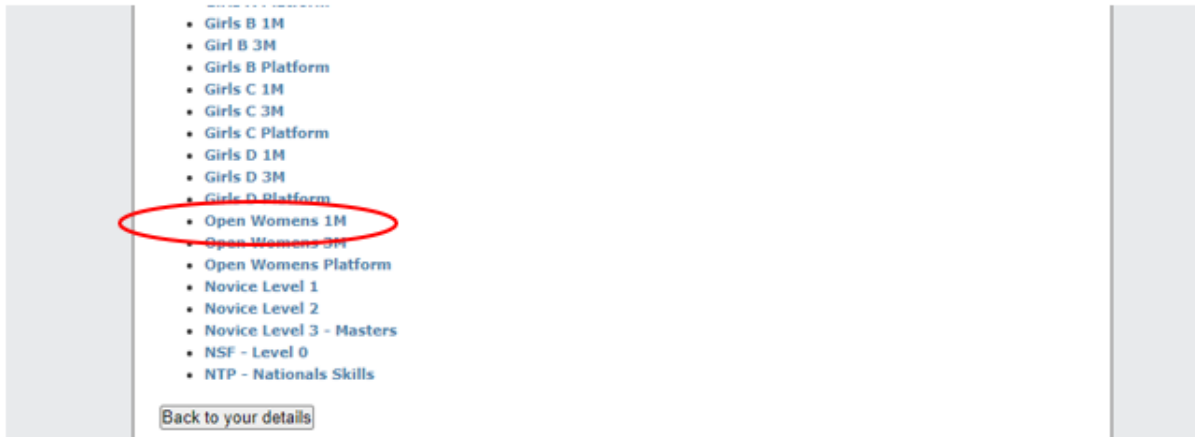 Girls B 1M
Girl B 3M
Girls B Platform
Girls C 1M
Girls C 3M
Girls C Platform
Girls D 1M
Girls D 3M
Girls D Platform
Open Womens 1M
Open Womens 3M
Open Womens Platform
Novice Level 1
Novice Level 2
Novice Level 3 - Masters
NSF - Level 0
NTP - Nationals Skills
Back to your details